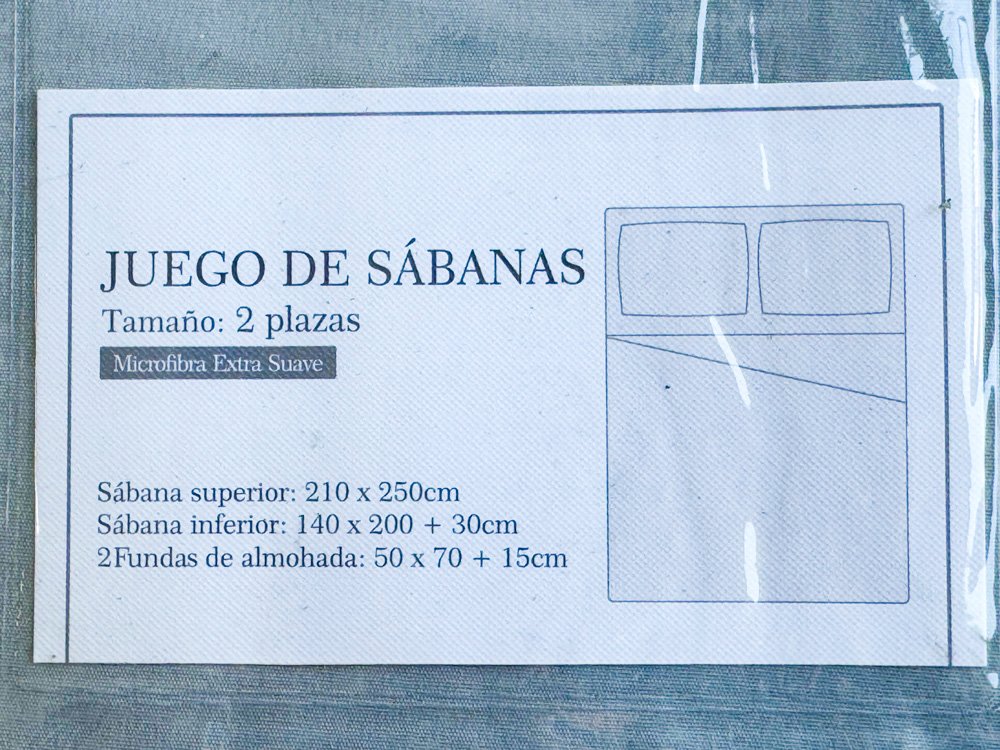 JUEGO DE SÁBANAS
Tamaño: 2 plazas
Microfibra Extra Suave
Sábana superior: 210 x 250cm
Sábana inferior: 140 x 200 + 30cm
2Fundas de almohada: 50 x 70 + 15cm